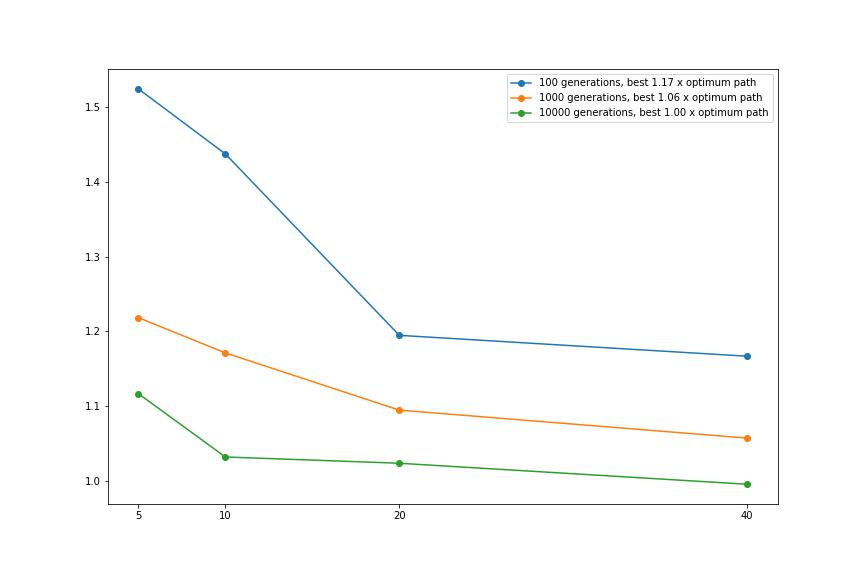 100 generations, best 1.17 x optimum path
1000 generations, best 1.06 x optimum path
10000 generations, best 1.00 x optimum path
1.5
1.4
1.3
1.2
1.1
1.0
5 10 20 40